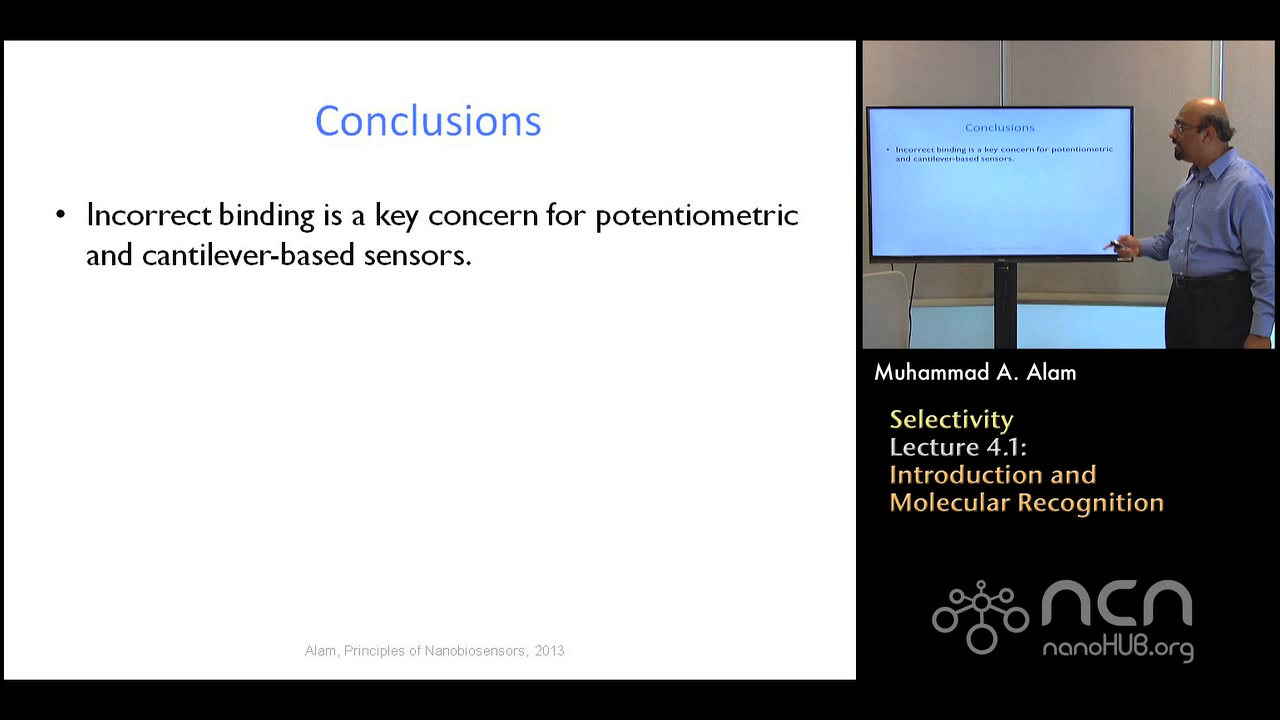 Conclusions
• Incorrect binding is a key concern for potentiometric
and cantilever-based sensors.
Alam, Principles of Nanobiosensors, 2013
Conclusions
• Incorrect binding is a key concern for potentiometric
and cantilever-based sensors.
Muhammad A. Alam
Selectivity
Lecture 4.1:
Introduction and
Molecular Recognition
ncn
nanoHUB.org